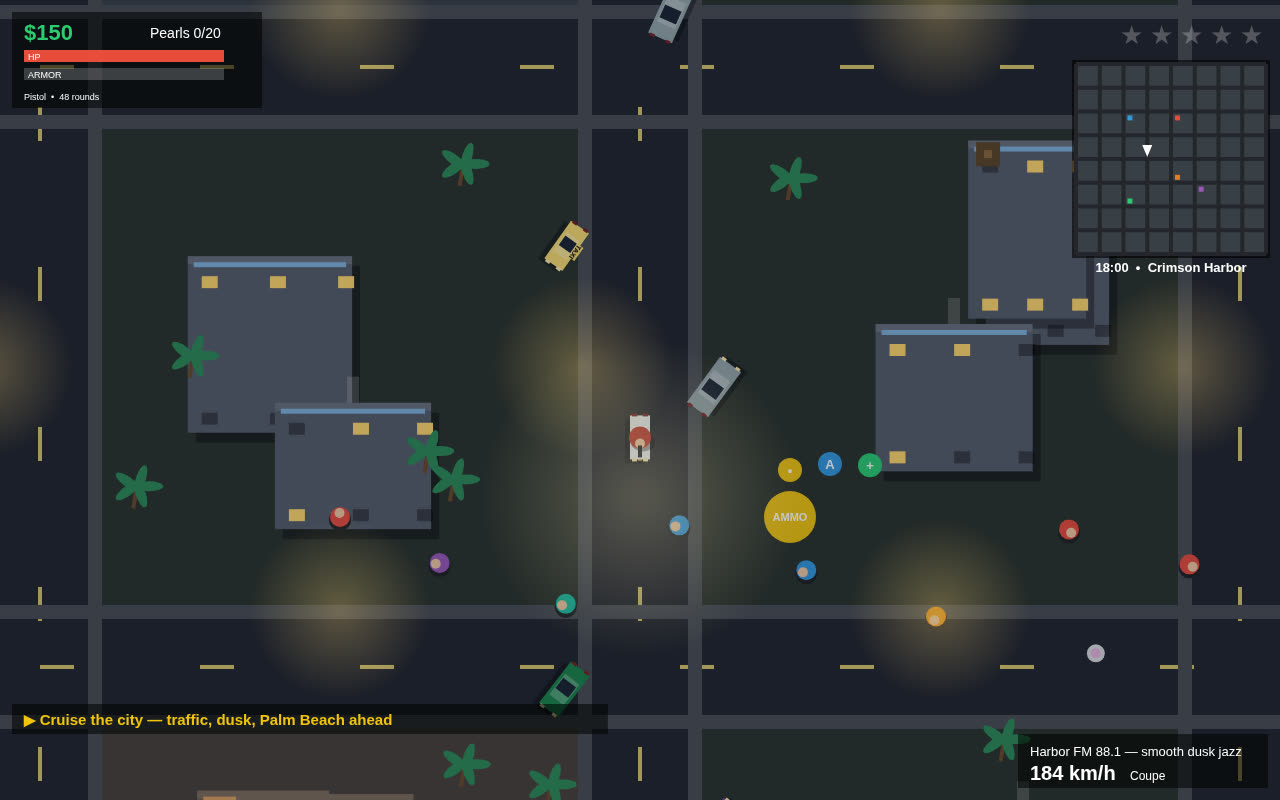 $150 Pearls 0/20
HP
ARMOR
Pistol • 48 rounds
18:00 • Crimson Harbor
A
+
AMMO
▶ Cruise the city — traffic, dusk, Palm Beach ahead
Harbor FM 88.1 — smooth dusk jazz
184 km/h Coupe